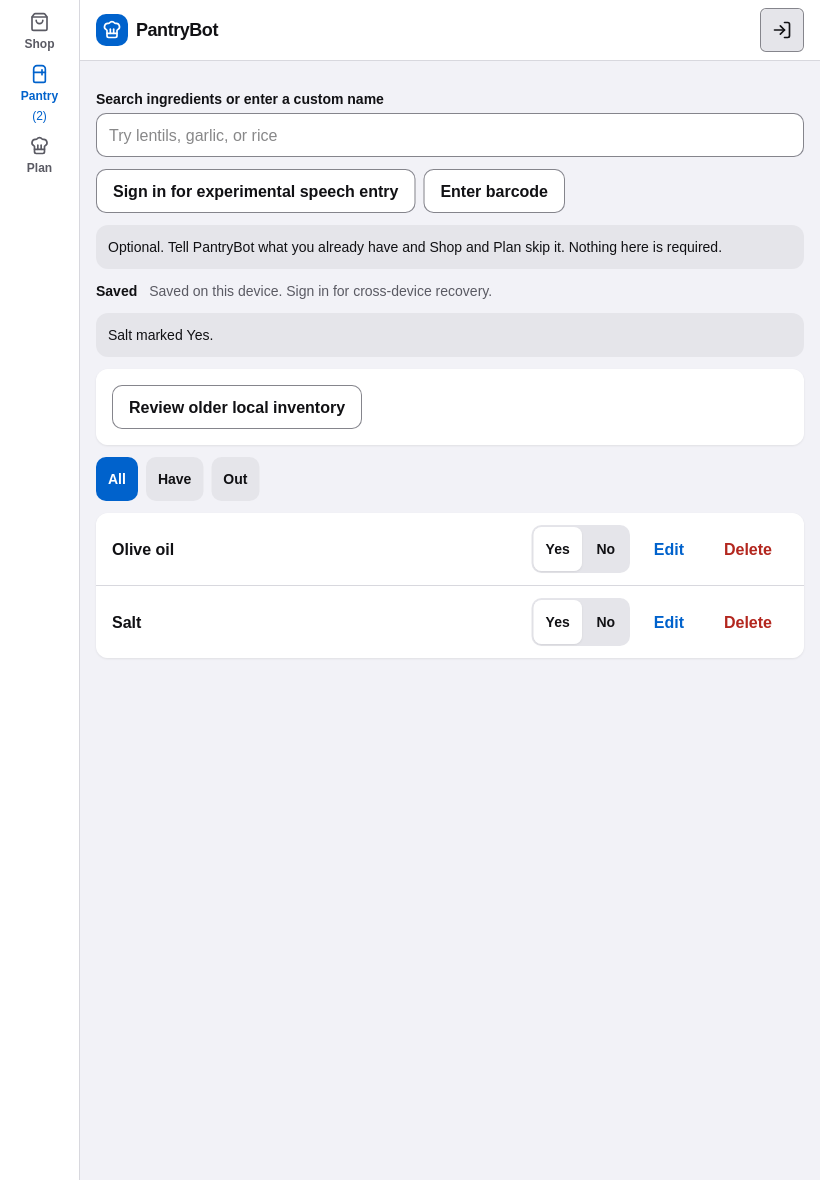 Shop
Pantry
(2)
Plan
PantryBot
Search ingredients or enter a custom name
Try lentils, garlic, or rice
Sign in for experimental speech entry
Enter barcode
Optional. Tell PantryBot what you already have and Shop and Plan skip it. Nothing here is required.
Saved Saved on this device. Sign in for cross-device recovery.
Salt marked Yes.
Review older local inventory
All Have Out
Olive oil Yes No Edit Delete
Salt Yes No Edit Delete